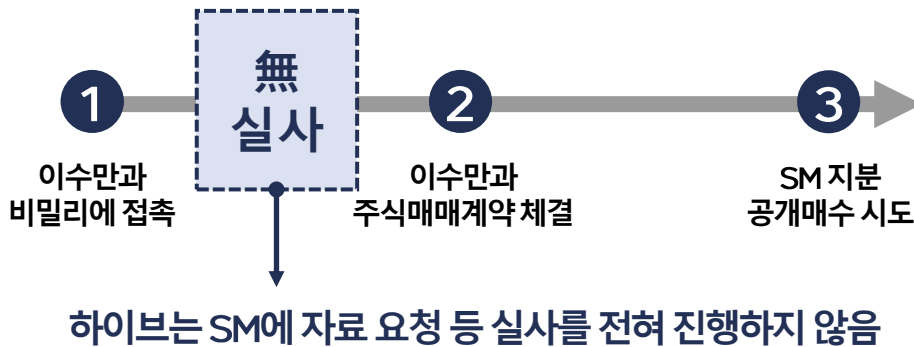 無
실사
1
2
3
이수만과
비밀리에 접촉
이수만과
주식매매계약 체결
SM 지분
공개매수 시도
하이브는 SM에 자료 요청 등 실사를 전혀 진행하지 않음